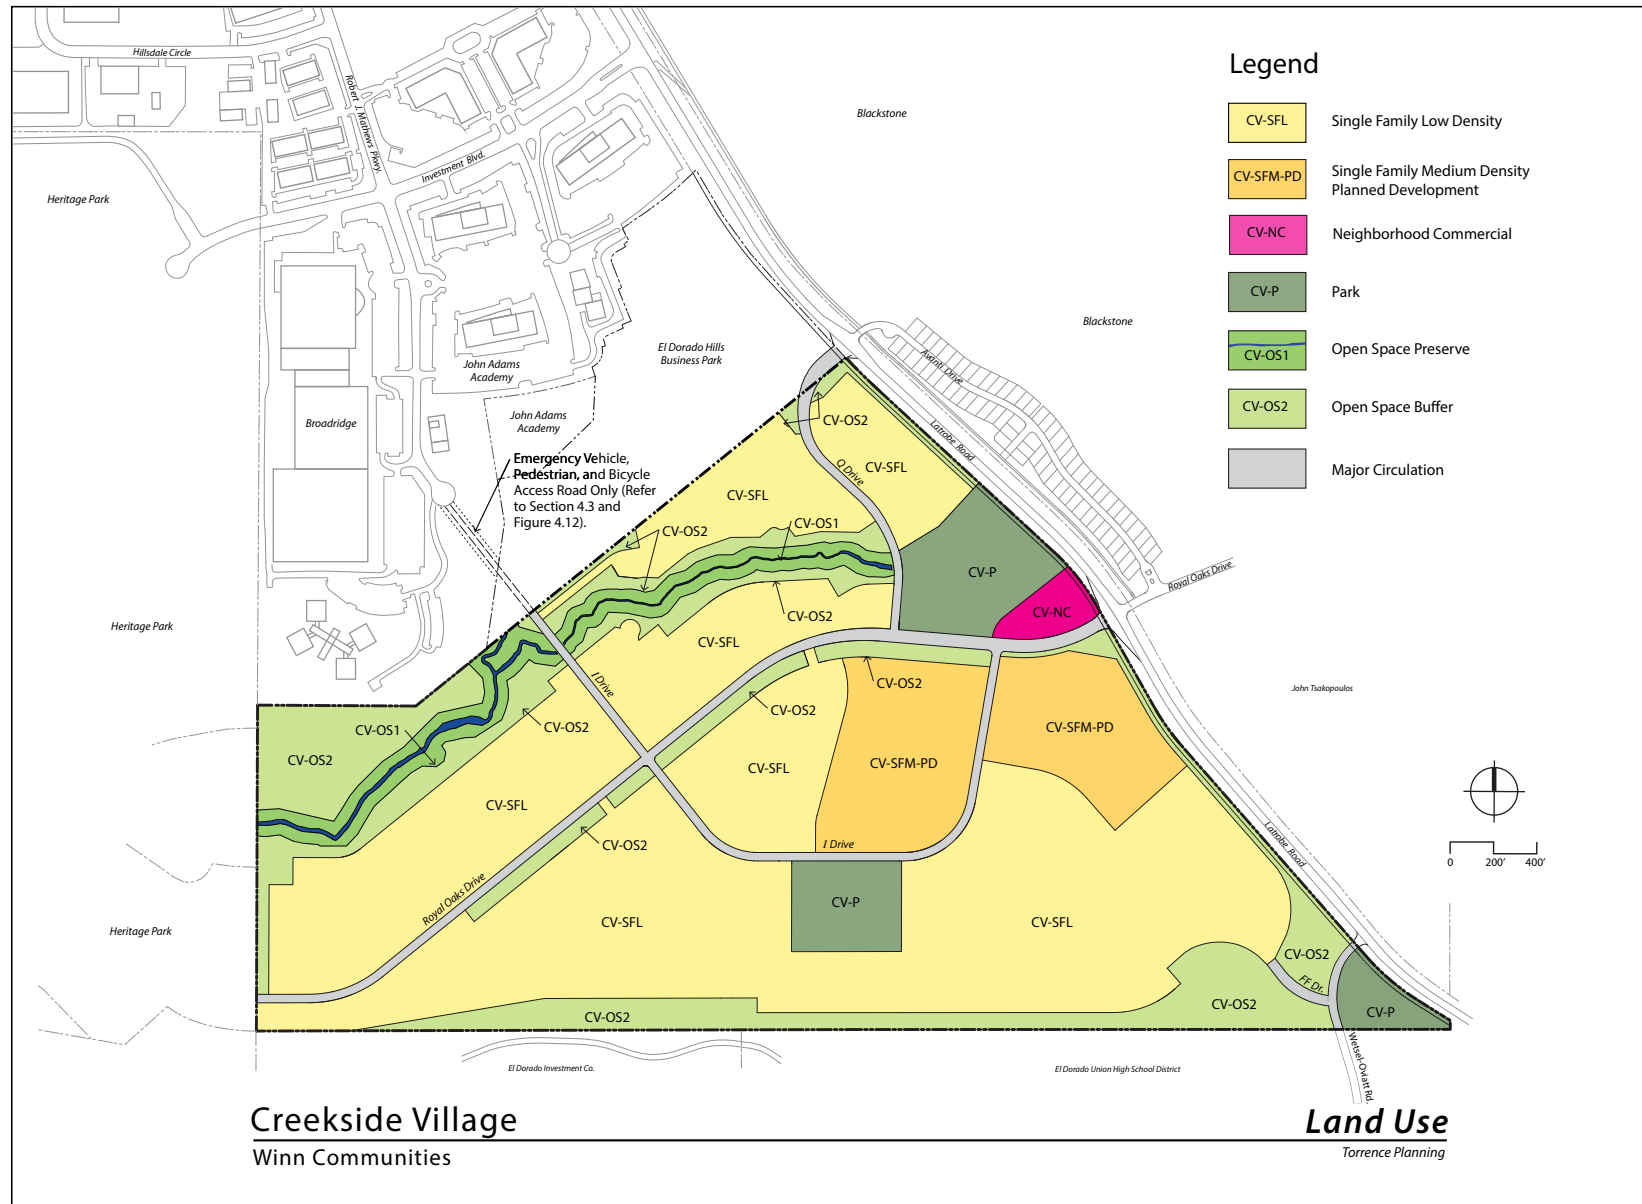 Hillsdale Circle
Robert J. Mathews Pkwy.
Investment Blvd.
Heritage Park
Blackstone
Blackstone
Legend
CV-SFL
Single Family Low Density
CV-SFM-PD
Single Family Medium Density
Planned Development
CV-NC
Neighborhood Commercial
CV-P
Park
CV-OS1
Open Space Preserve
CV-OS2
Open Space Buffer
Major Circulation
El Dorado Hills
Business Park
John Adams
Academy
John Adams
Academy
Broadridge
Avanti Drive
Latrobe Road
Emergency Vehicle,
Pedestrian, and Bicycle
Access Road Only (Refer
to Section 4.3 and
Figure 4.12).
CV-OS2
Q Drive
CV-SFL
CV-SFL
CV-OS2
CV-OS1
CV-P
Royal Oaks Drive
CV-NC
CV-OS2
Heritage Park
CV-SFL
I Drive
CV-OS2
CV-OS2
John Tsakopoulos
CV-OS1
CV-OS2
CV-OS2
CV-SFM-PD
CV-SFL
CV-SFM-PD
CV-SFL
CV-OS2
I Drive
Latrobe Road
0 200' 400'
Royal Oaks Drive
CV-P
CV-SFL
CV-SFL
Heritage Park
CV-OS2
FF Dr.
CV-OS2
CV-OS2
CV-P
Wetsel-Oviatt Rd.
El Dorado Investment Co.
El Dorado Union High School District
Creekside Village
Winn Communities
Land Use
Torrence Planning